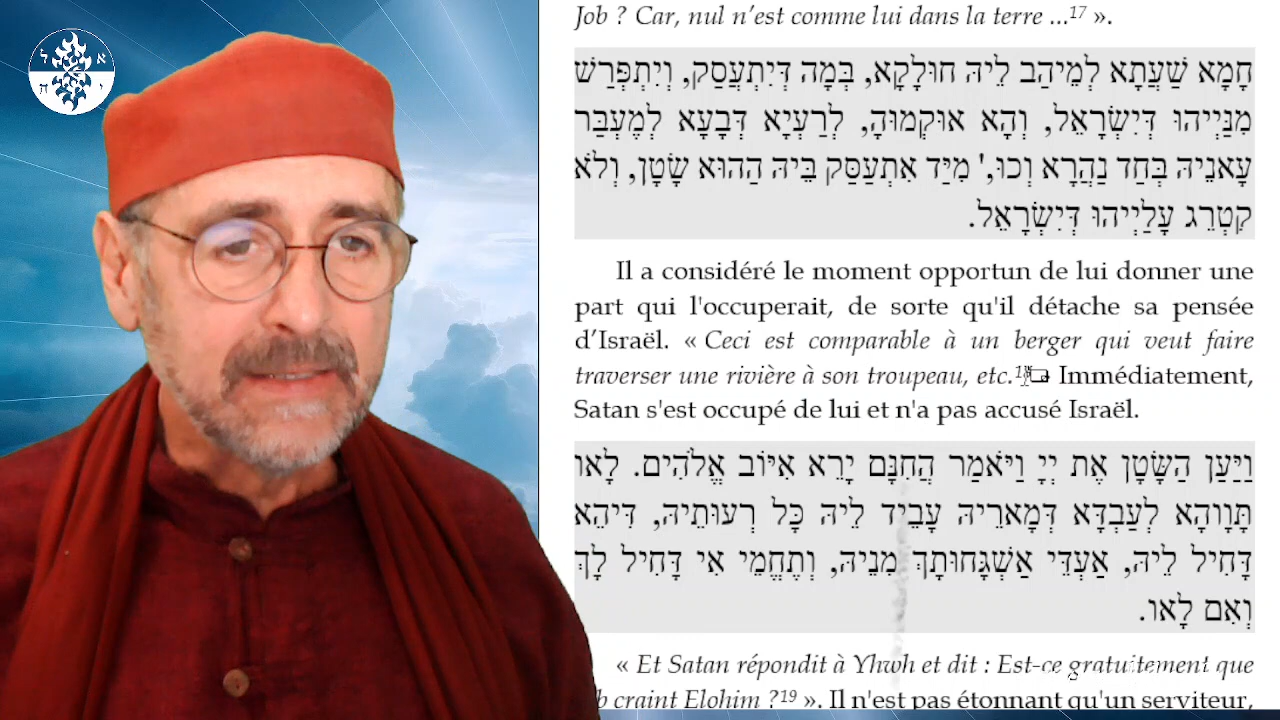 א
ל
ה
י
Job ? Car, nul n’est comme lui dans la terre ...17 ».
חָמָא שַׁעֲתָא לְמֵיהַב לֵיהּ חוּלָקָא, בְּמָה דְּיִתְעֲסַק, וְיִתְפְּרַשׁ
מִנַּיְיהוּ דְּיִשְׂרָאֵל, וְהָא אוּקְמוּהָ, לְרַעְיָא דְּבָעָא לְמֶעְבַּר
עָאנֵיהּ בְּחַד נַהֲרָא וְכוּ', מִיַּד אִתְעַסַּק בֵּיהּ הַהוּא שָׂטָן, וְלֹא
קִטְרֵג עָלַיְיהוּ דְּיִשְׂרָאֵל.
Il a considéré le moment opportun de lui donner une
part qui l'occuperait, de sorte qu'il détache sa pensée
d’Israël. « Ceci est comparable à un berger qui veut faire
traverser une rivière à son troupeau, etc. Immédiatement,
Satan s'est occupé de lui et n'a pas accusé Israël.
וַיַּעַן הַשָּׂטָן אֶת יְיָ וַיֹּאמַר הַחִנָּם יָרֵא אִיּוֹב אֱלֹהִים. לָאו
תָּוְוהָא לְעַבְדָּא דְּמָארֵיהּ עָבֵיד לֵיהּ כָּל רְעוּתֵיהּ, דִּיהֵא
דָּחִיל לֵיהּ, אַעְדֵּי אַשְׁגָּחוּתָךְ מִנֵּיהּ, וְתֶחֱמֵי אִי דָּחִיל לָךְ
וְאִם לָאו.
« Et Satan répondit à Yhwh et dit : Est-ce gratuitement que
b craint Elohim ?19 ». Il n'est pas étonnant qu'un serviteur,